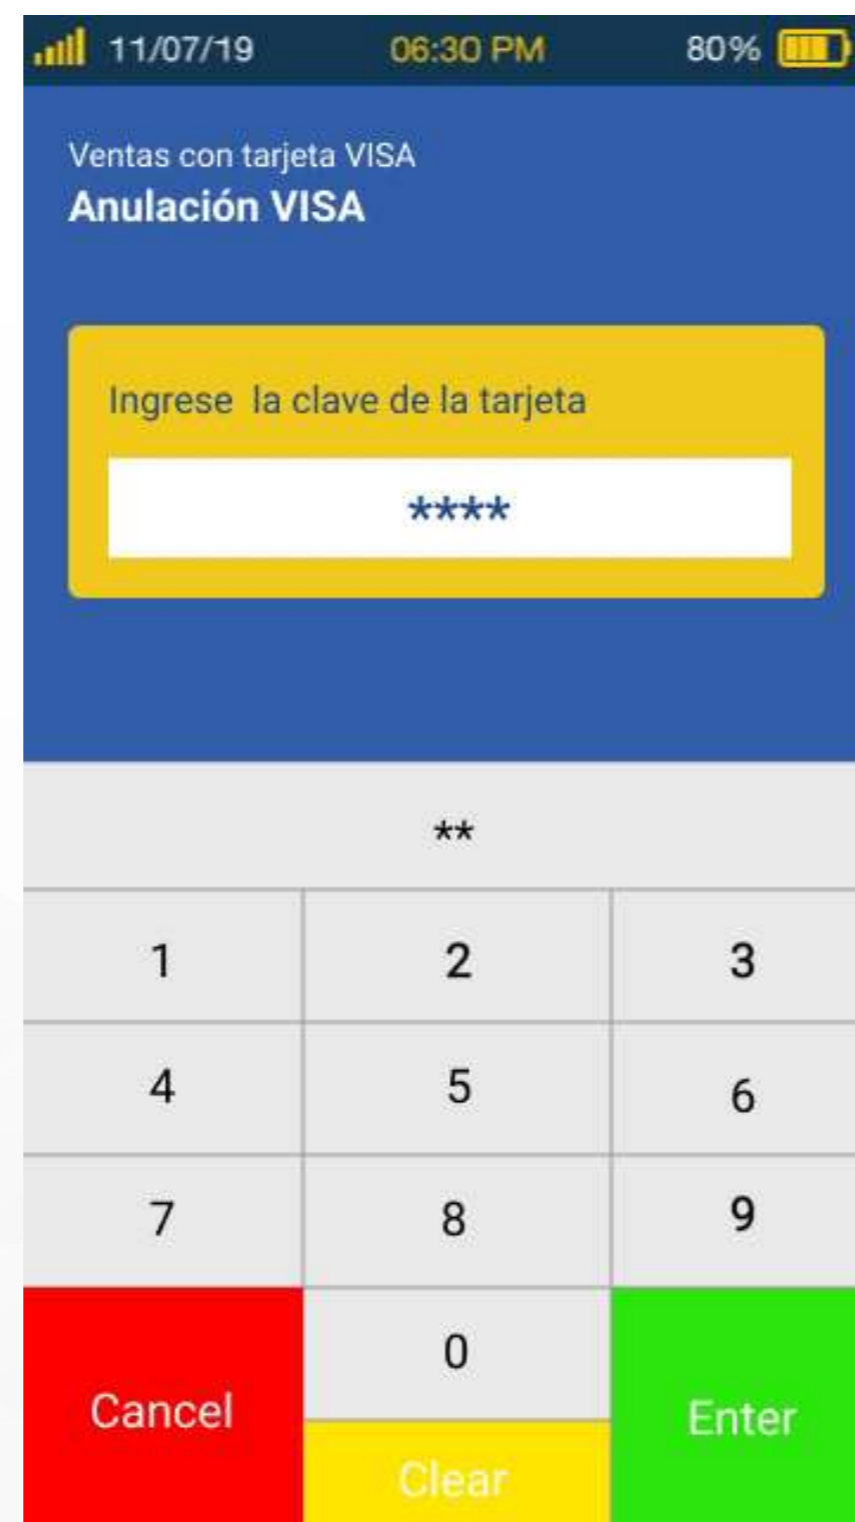 11/07/19 06:30 PM 80%
Ventas con tarjeta VISA
Anulación VISA
Ingrese la clave de la tarjeta
****
**
1 2 3
4 5 6
7 8 9
0
Cancel Enter
Clear